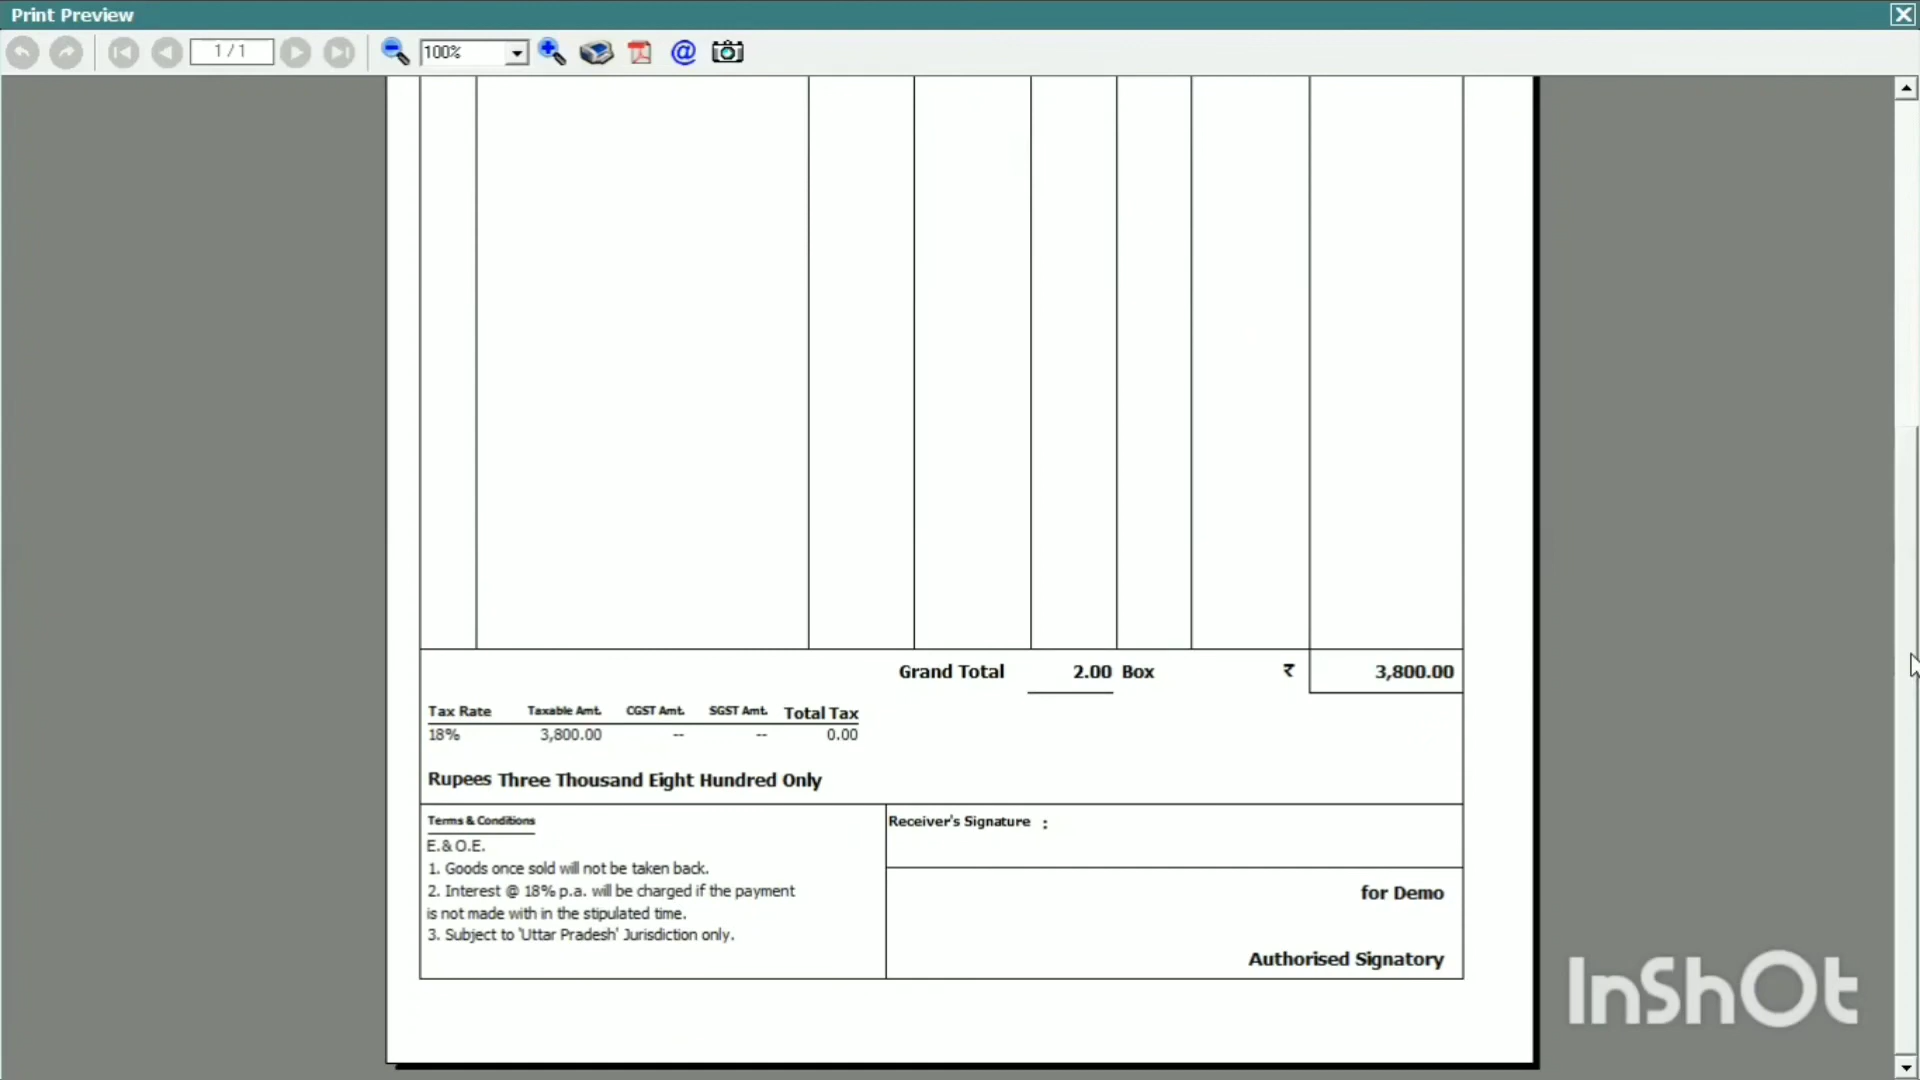 Print Preview
1 / 1
100%
Grand Total 2.00 Box ₹ 3,800.00
Tax Rate Taxable Amt. CGST Amt. SGST Amt. Total Tax
18% 3,800.00 -- -- 0.00
Rupees Three Thousand Eight Hundred Only
Terms & Conditions
E.& O.E.
1. Goods once sold will not be taken back.
2. Interest @ 18% p.a. will be charged if the payment
is not made with in the stipulated time.
3. Subject to 'Uttar Pradesh' Jurisdiction only.
Receiver's Signature :
for Demo
Authorised Signatory
InShOt